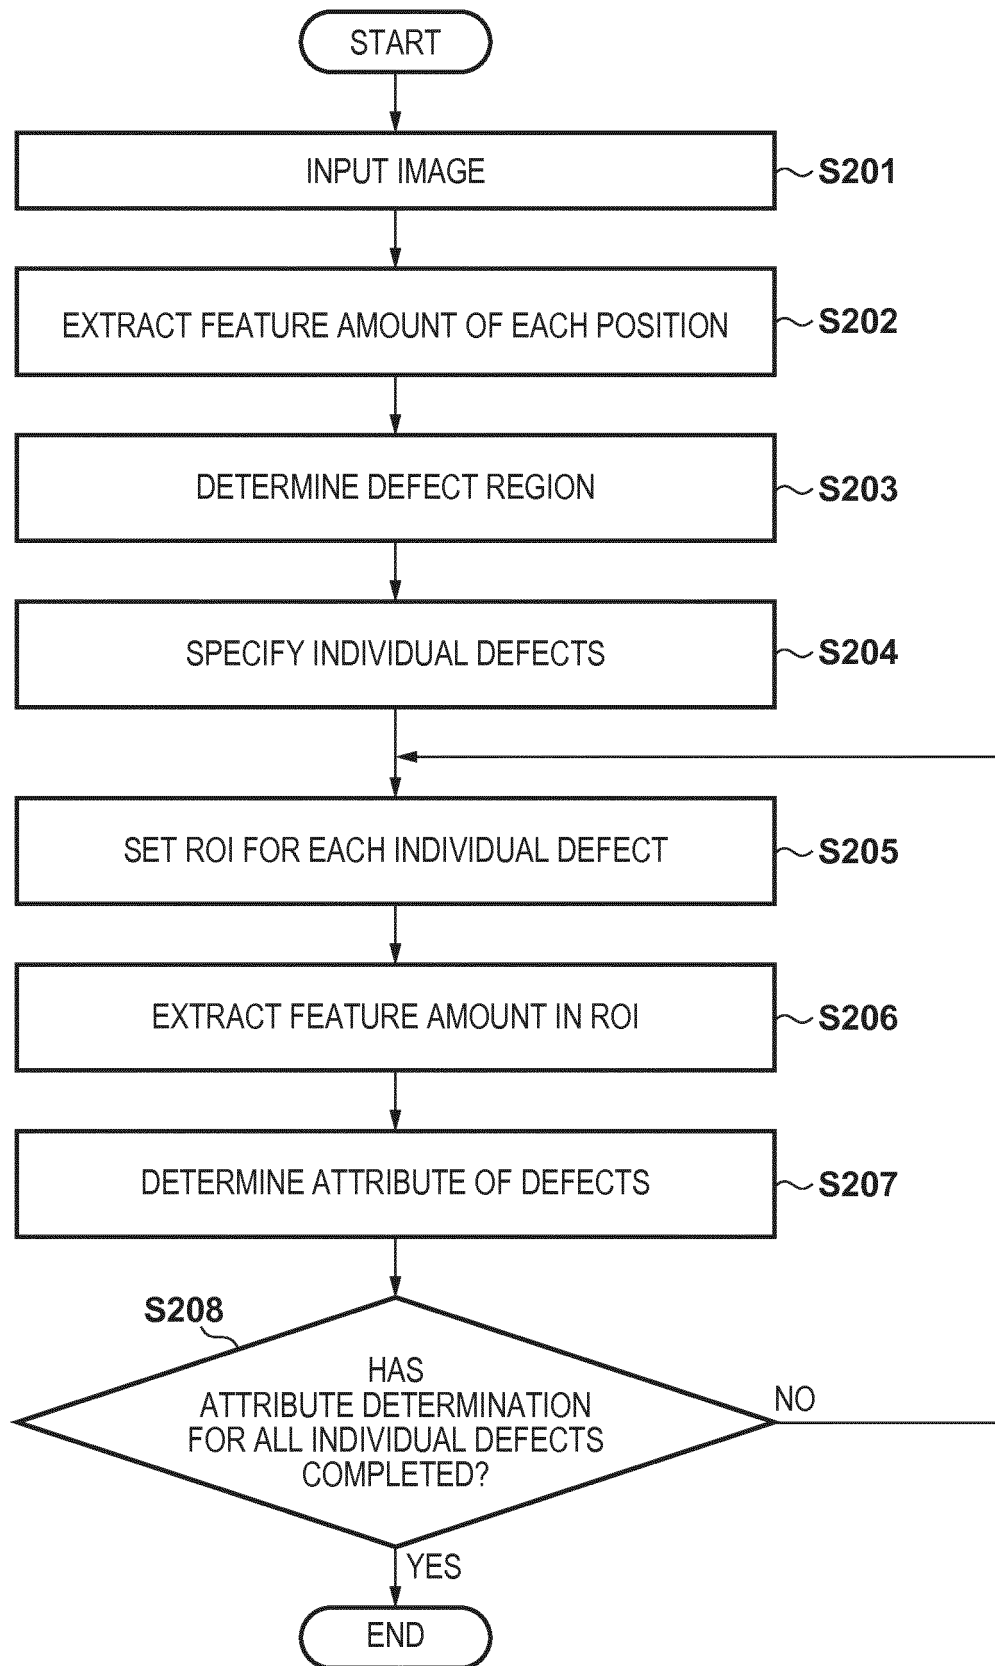 START
INPUT IMAGE
S201
EXTRACT FEATURE AMOUNT OF EACH POSITION
S202
DETERMINE DEFECT REGION
S203
SPECIFY INDIVIDUAL DEFECTS
S204
SET ROI FOR EACH INDIVIDUAL DEFECT
S205
EXTRACT FEATURE AMOUNT IN ROI
S206
DETERMINE ATTRIBUTE OF DEFECTS
S207
S208
HAS
ATTRIBUTE DETERMINATION
FOR ALL INDIVIDUAL DEFECTS
COMPLETED?
NO
YES
END